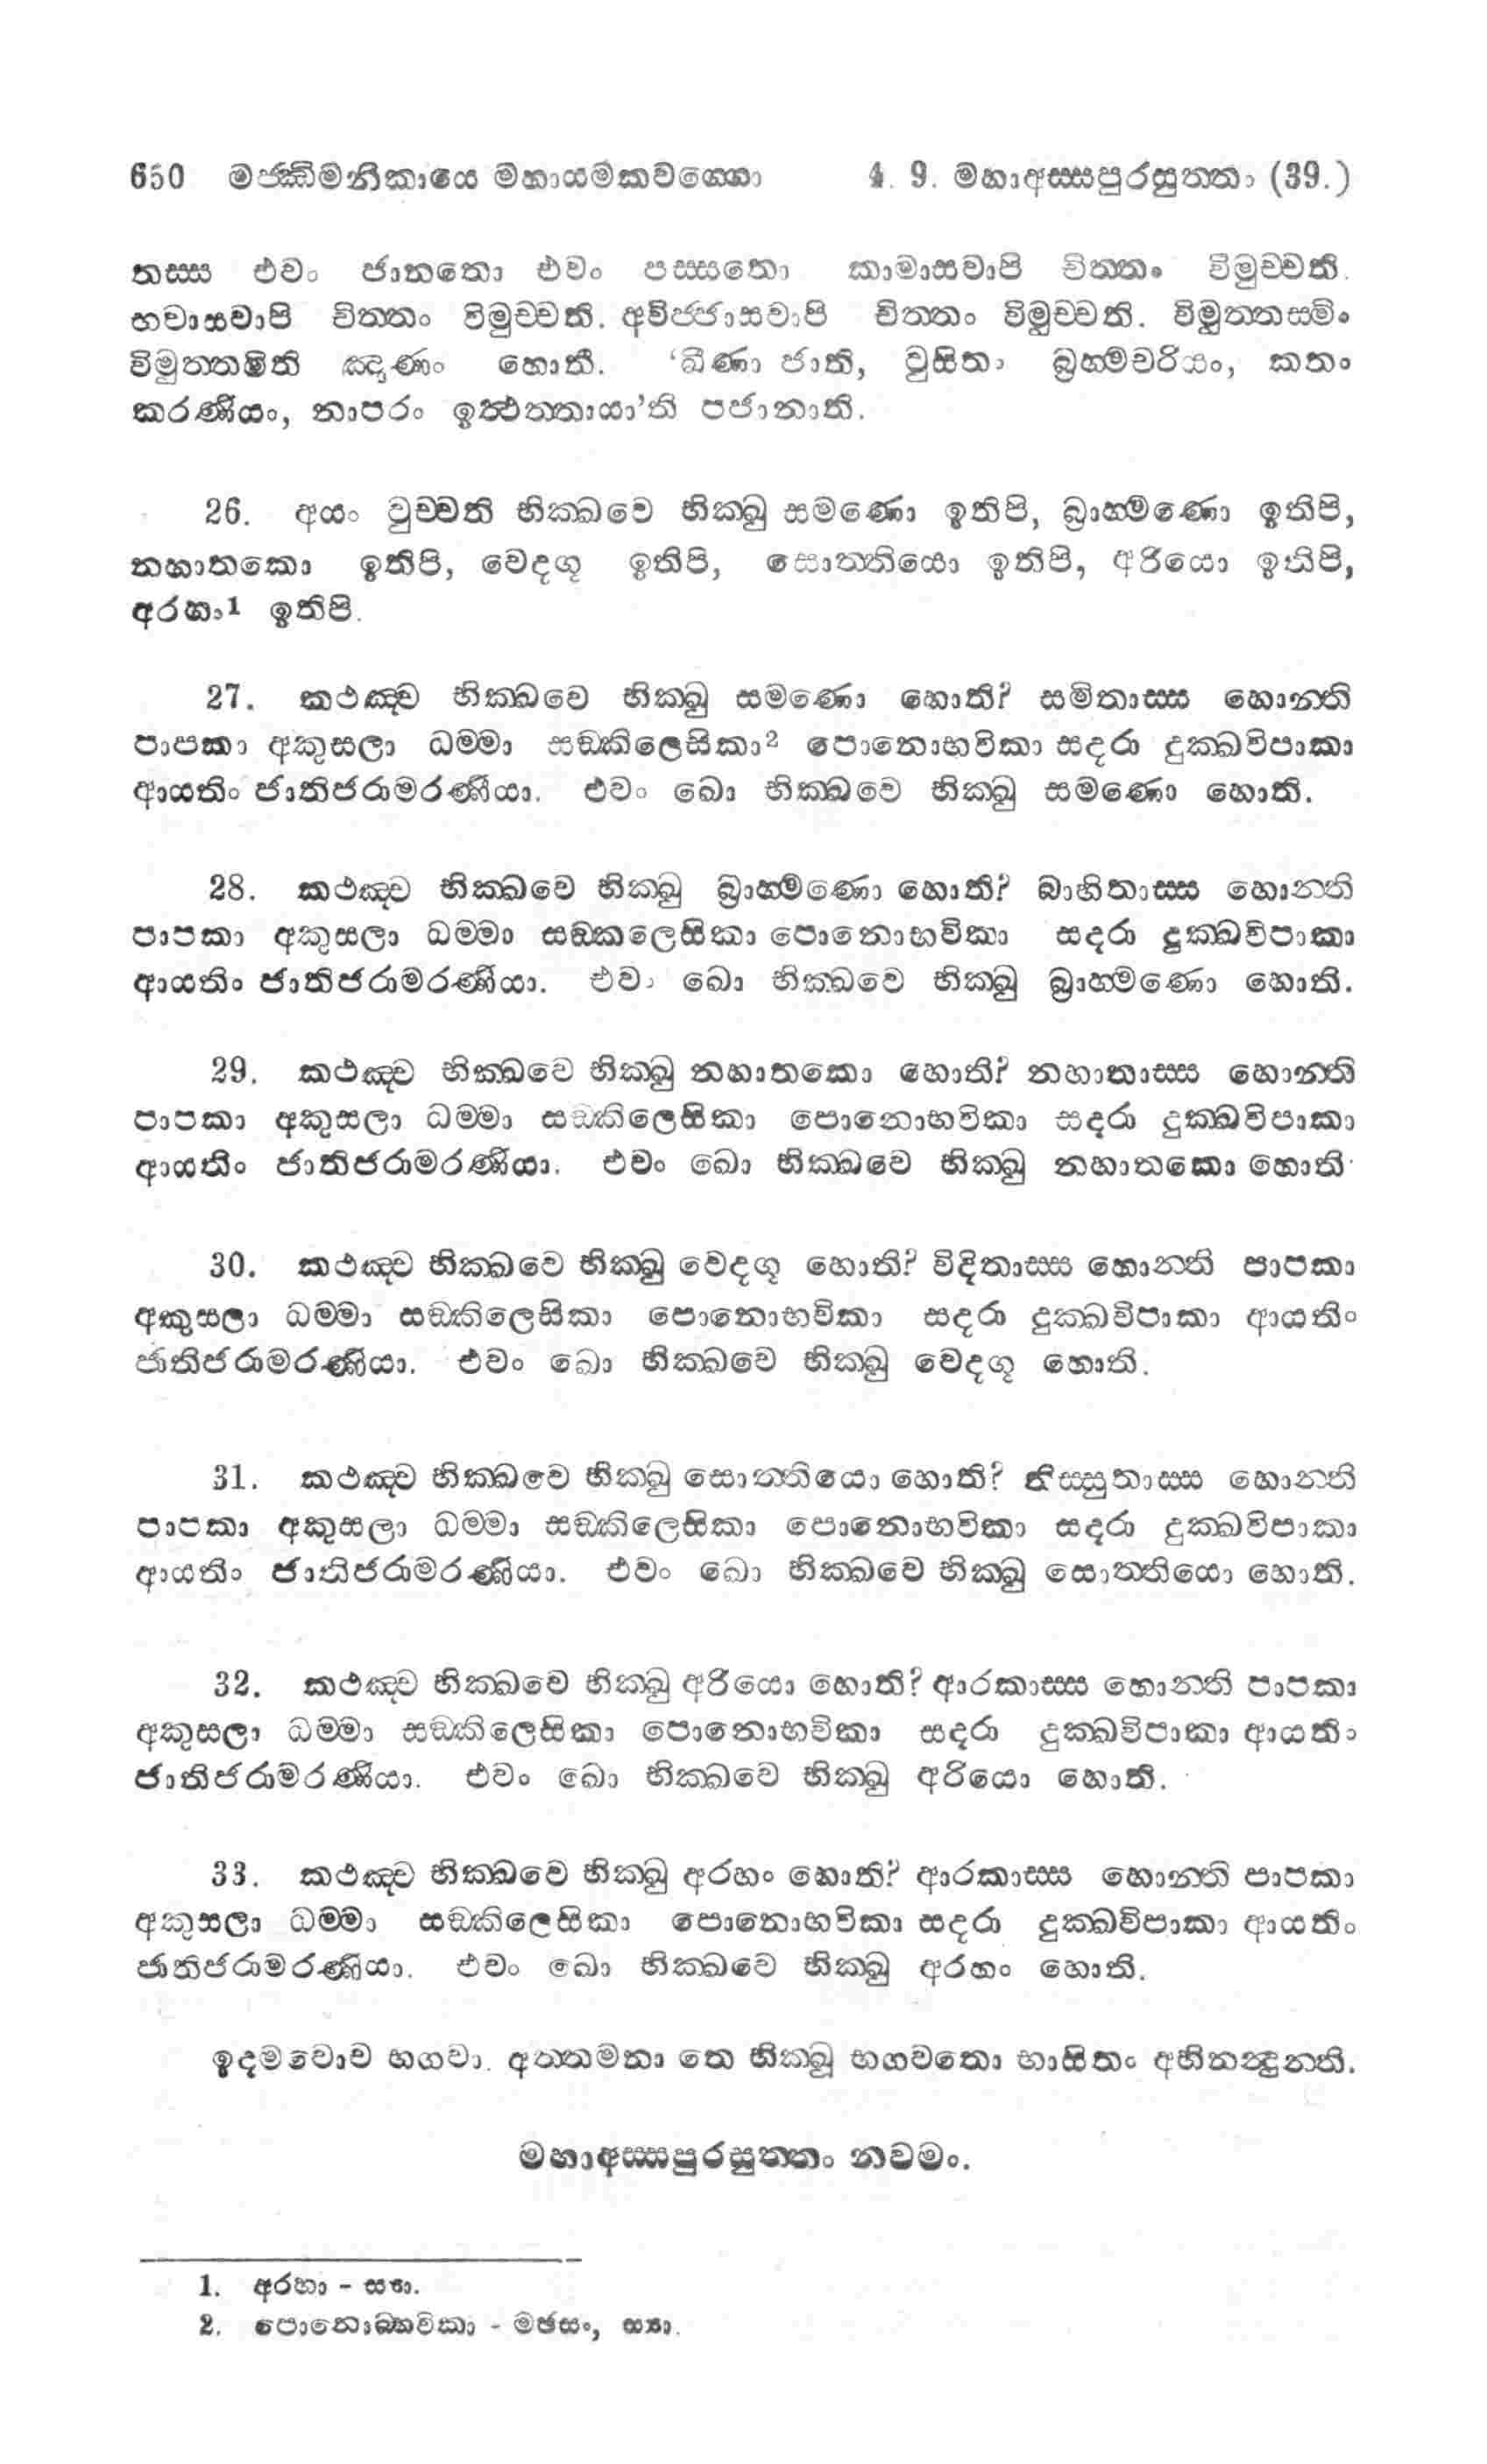 650 මජ්ඣිමනිකායෙ මහායමකවග්ගො 4. 9. මහාඅස්සපුරසුත්තං (39.)
තස්ස එවං ජානතො එවං පස්සතො කාමාසවාපි චිත්තං විමුච්චති.
භවාසවාපි චිත්තං විමුච්චති. අවිජ්ජාසවාපි චිත්තං විමුච්චති. විමුත්තස්මිං
විමුත්තමිති ඤාණං හොති. ‘ඛීණා ජාති, වුසිතං බ්‍රහ්මචරියං, කතං
කරණීයං, නාපරං ඉත්ථත්තායා’ති පජානාති.
26. අයං වුච්චති භික්ඛවෙ භික්ඛු සමණො ඉතිපි, බ්‍රාහ්මණො ඉතිපි,
නහාතකො ඉතිපි, වෙදගූ ඉතිපි, සොත්තියො ඉතිපි, අරියො ඉතිපි,
අරහං1 ඉතිපි.
27. කථඤ්ච භික්ඛවෙ භික්ඛු සමණො හොති? සමිතාස්ස හොන්ති
පාපකා අකුසලා ධම්මා සඞ්කිලෙසිකා2 පොනොභවිකා සදරා දුක්ඛවිපාකා
ආයතිං ජාතිජරාමරණීයා. එවං ඛො භික්ඛවෙ භික්ඛු සමණො හොති.
28. කථඤ්ච භික්ඛවෙ භික්ඛු බ්‍රාහ්මණො හොති? බාහිතාස්ස හොන්ති
පාපකා අකුසලා ධම්මා සඞ්කලෙසිකා පොනොභවිකා සදරා දුක්ඛවිපාකා
ආයතිං ජාතිජරාමරණීයා. එවං ඛො භික්ඛවෙ භික්ඛු බ්‍රාහ්මණො හොති.
29. කථඤ්ච භික්ඛවෙ භික්ඛු නහාතකො හොති? නහාතාස්ස හොන්ති
පාපකා අකුසලා ධම්මා සඞ්කිලෙසිකා පොනොභවිකා සදරා දුක්ඛවිපාකා
ආයතිං ජාතිජරාමරණීයා. එවං ඛො භික්ඛවෙ භික්ඛු නහාතකො හොති.
30. කථඤ්ච භික්ඛවෙ භික්ඛු වෙදගූ හොති? විදිතාස්ස හොන්ති පාපකා
අකුසලා ධම්මා සඞ්කිලෙසිකා පොනොභවිකා සදරා දුක්ඛවිපාකා ආයතිං
ජාතිජරාමරණීයා. එවං ඛො භික්ඛවෙ භික්ඛු වෙදගූ හොති.
31. කථඤ්ච භික්ඛවෙ භික්ඛු සොත්තියො හොති? නිස්සුතාස්ස හොන්ති
පාපකා අකුසලා ධම්මා සඞ්කිලෙසිකා පොනොභවිකා සදරා දුක්ඛවිපාකා
ආයතිං ජාතිජරාමරණීයා. එවං ඛො භික්ඛවෙ භික්ඛු සොත්තියො හොති.
32. කථඤ්ච භික්ඛවෙ භික්ඛු අරියො හොති? ආරකාස්ස හොන්ති පාපකා
අකුසලා ධම්මා සඞ්කිලෙසිකා පොනොභවිකා සදරා දුක්ඛවිපාකා ආයතිං
ජාතිජරාමරණීයා. එවං ඛො භික්ඛවෙ භික්ඛු අරියො හොති.
33. කථඤ්ච භික්ඛවෙ භික්ඛු අරහං හොති? ආරකාස්ස හොන්ති පාපකා
අකුසලා ධම්මා සඞ්කිලෙසිකා පොනොභවිකා සදරා දුක්ඛවිපාකා ආයතිං
ජාතිජරාමරණීයා. එවං ඛො භික්ඛවෙ භික්ඛු අරහං හොති.
ඉදමවොච භගවා. අත්තමනා තෙ භික්ඛූ භගවතො භාසිතං අභිනන්දුන්ති.
මහාඅස්සපුරසුත්තං නවමං.
1. අරහා - ස්‍යා.
2. පොනොබ්භවිකා - මඡසං, ස්‍යා.